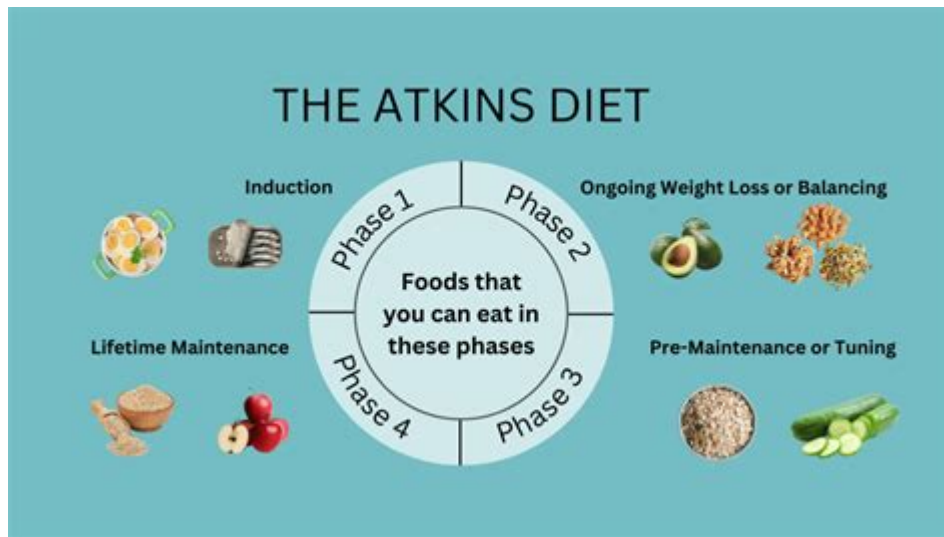 THE ATKINS DIET
Induction
Phase 1
Phase 2
Ongoing Weight Loss or Balancing
Foods that
you can eat in
these phases
Lifetime Maintenance
Phase 4
Phase 3
Pre-Maintenance or Tuning